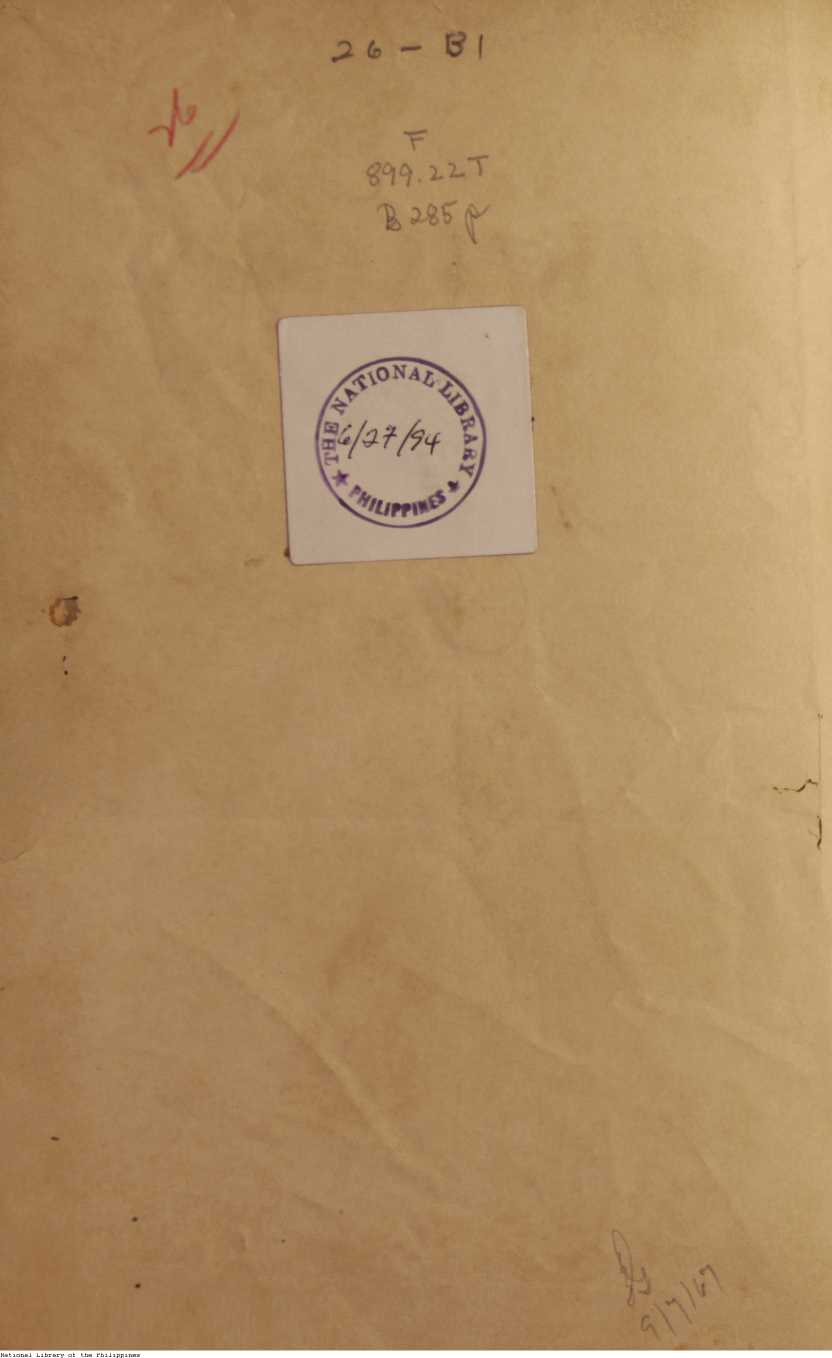 26 - B1
26
F
899.22T
B285p
THE NATIONAL LIBRARY
6/27/94
PHILIPPINES
9/7/67
National Library of the Philippines